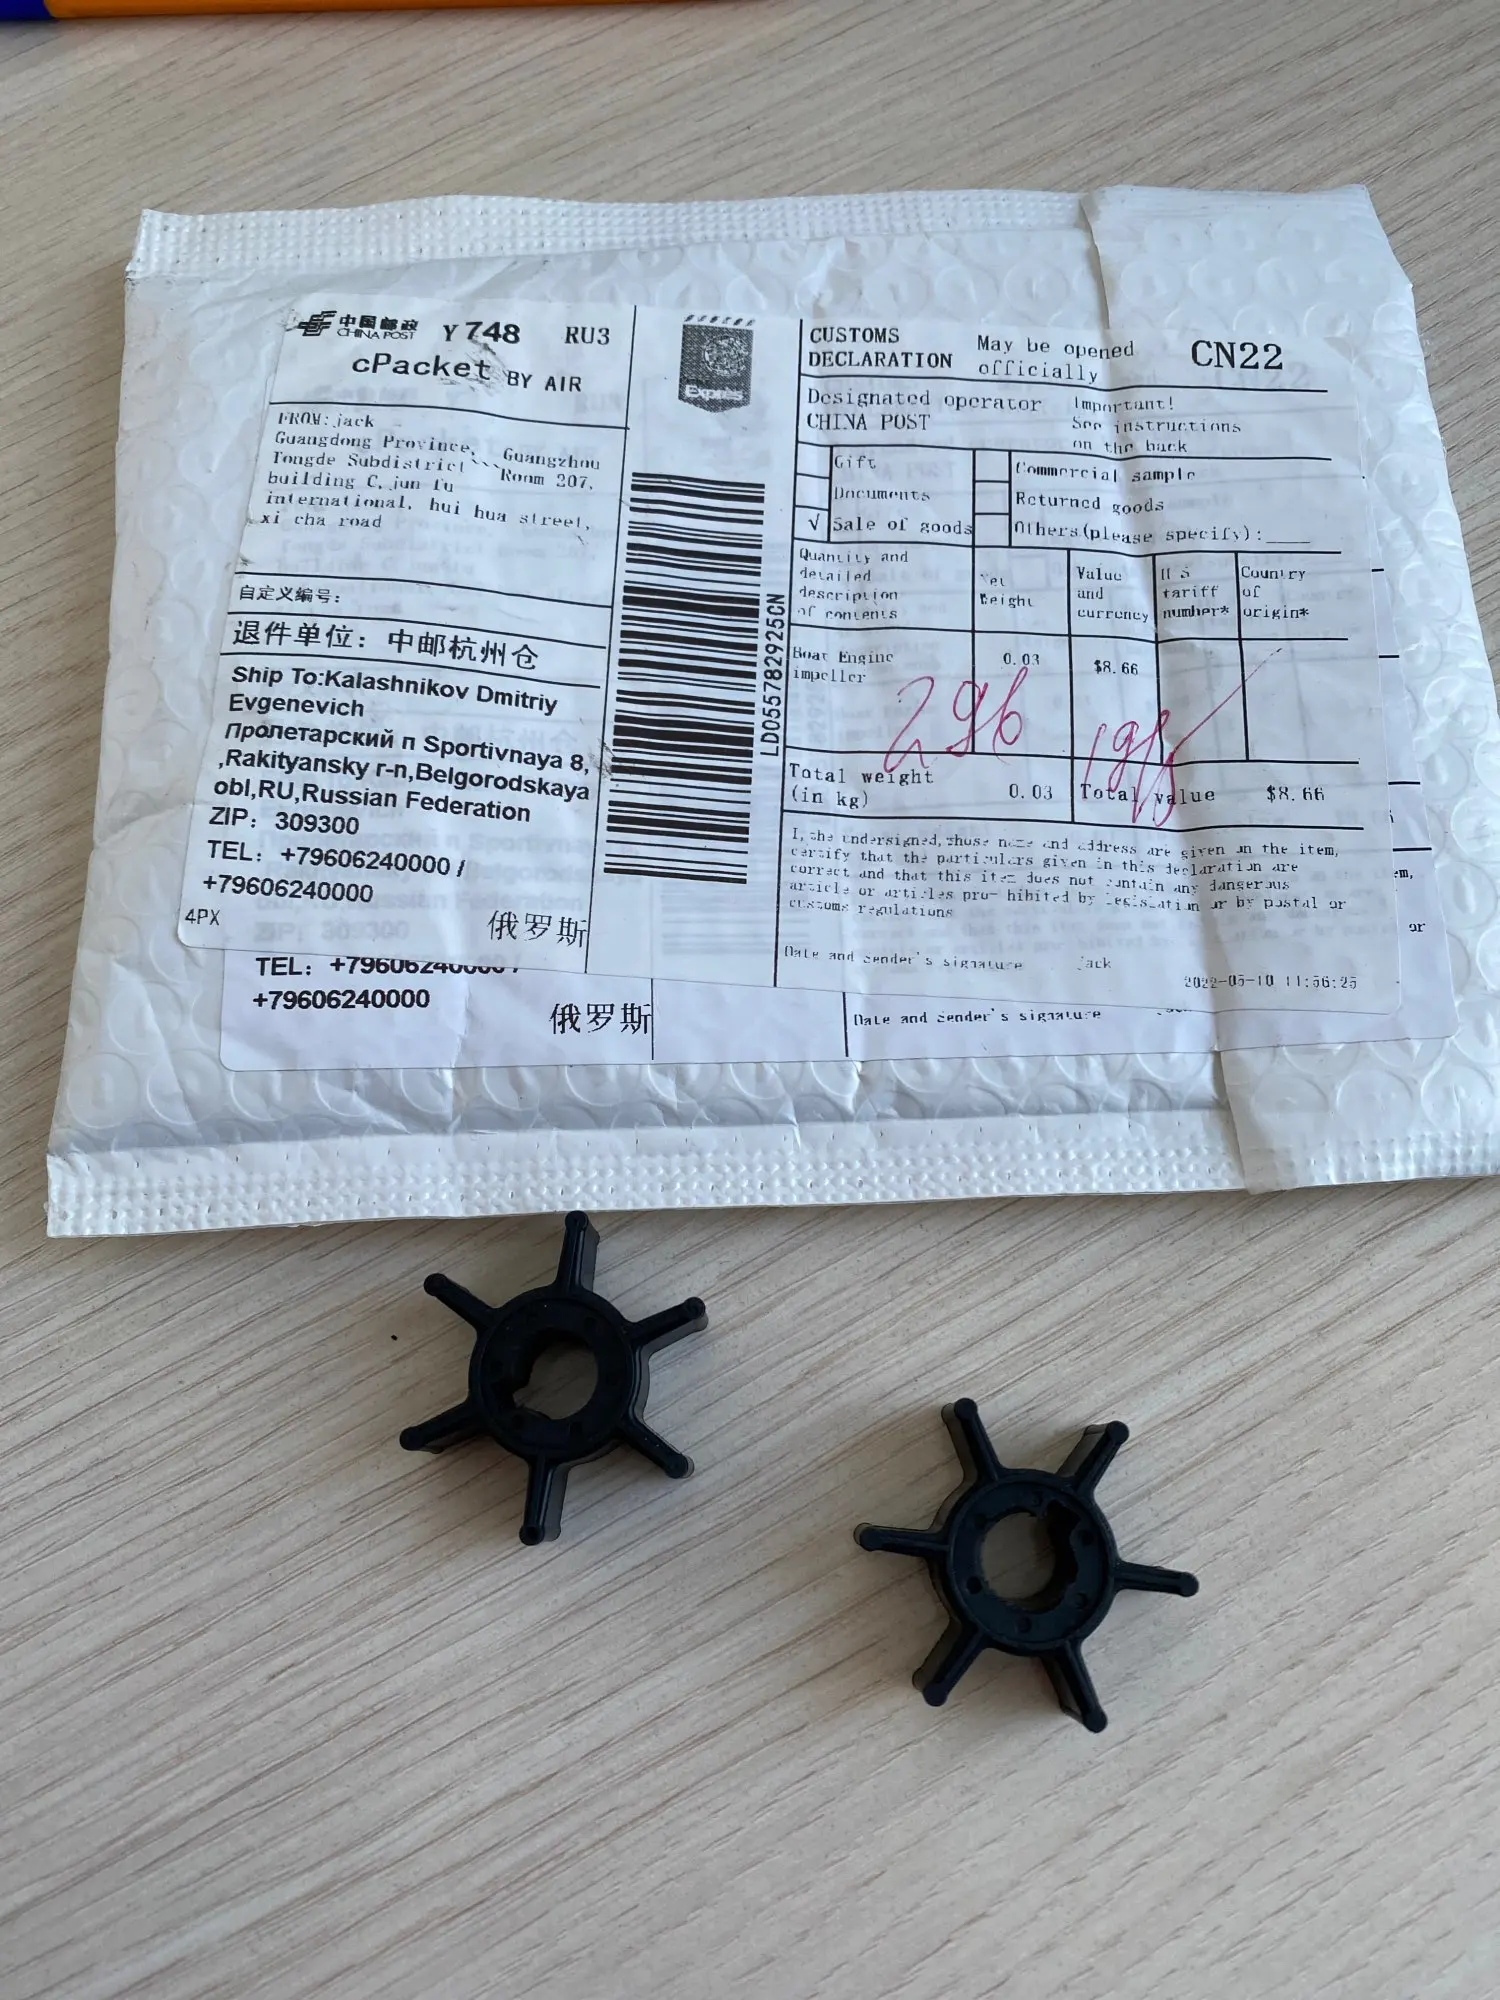 中国邮政
CHINA POST
Y748 RU3
cPacket BY AIR
FROM:jack
Guangdong Province, Guangzhou
Tongde Subdistrict Room 207,
building C,jun fu
international, hui hua street,
xi cha road
自定义编号:
退件单位: 中邮杭州仓
Ship To:Kalashnikov Dmitriy
Evgenevich
Пролетарский п Sportivnaya 8,
,Rakityansky r-n,Belgorodskaya
obl,RU,Russian Federation
ZIP: 309300
TEL: +79606240000 /
+79606240000
4PX 俄罗斯
Express
LD055782925CN
CUSTOMS
DECLARATION
May be opened
officially
CN22
Designated operator
CHINA POST
Important!
See instructions
on the back
Gift
Documents
√ Sale of goods
Commercial sample
Returned goods
Others(please specify):____
Quantity and
detailed
description
of contents
Net
Weight
Value
and
currency
H S
tariff
number*
Country
of
origin*
Boat Engine
impeller
0.03
$8.66
296
Total weight
(in kg)
0.03
Total value $8.66
I, the undersigned, whose name and address are given on the item,
certify that the particulars given in this declaration are
correct and that this item does not contain any dangerous
article or articles pro- hibited by legislation or by postal or
customs regulations
Date and sender's signature jack
2022-05-10 11:56:25
em,
or
TEL: +79606240000 /
+79606240000
俄罗斯
Date and sender's signature